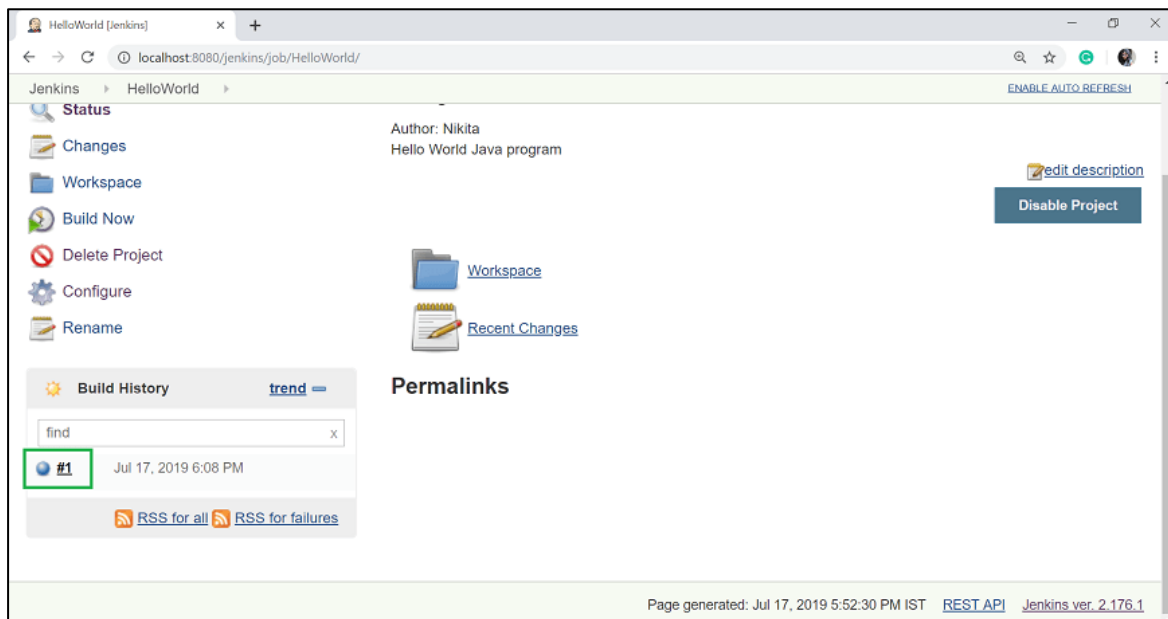 HelloWorld [Jenkins]
localhost:8080/jenkins/job/HelloWorld/
Jenkins HelloWorld ENABLE AUTO REFRESH
Status
Changes
Workspace
Build Now
Delete Project
Configure
Rename
Author: Nikita
Hello World Java program
edit description
Disable Project
Workspace
Recent Changes
Permalinks
Build History trend
find x
#1 Jul 17, 2019 6:08 PM
RSS for all RSS for failures
Page generated: Jul 17, 2019 5:52:30 PM IST REST API Jenkins ver. 2.176.1